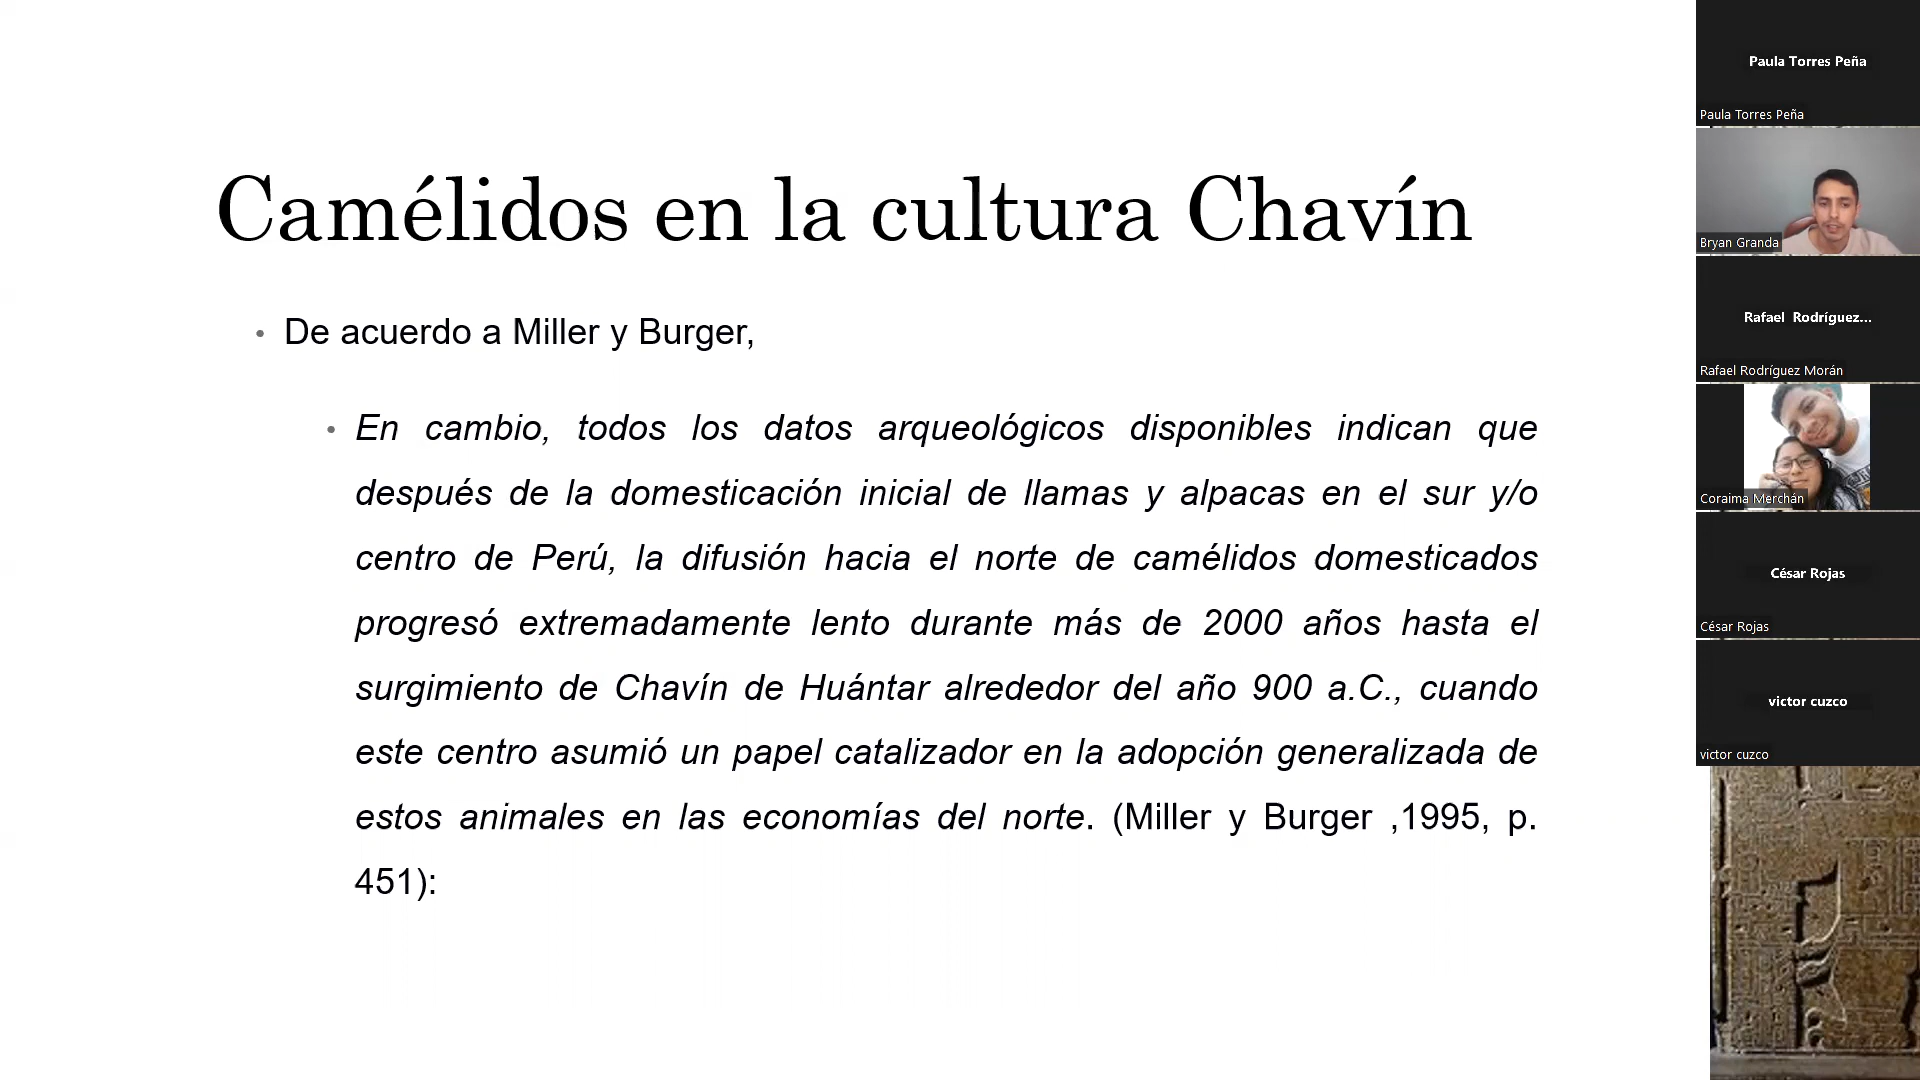 Camélidos en la cultura Chavín
• De acuerdo a Miller y Burger,
• En cambio, todos los datos arqueológicos disponibles indican que
después de la domesticación inicial de llamas y alpacas en el sur y/o
centro de Perú, la difusión hacia el norte de camélidos domesticados
progresó extremadamente lento durante más de 2000 años hasta el
surgimiento de Chavín de Huántar alrededor del año 900 a.C., cuando
este centro asumió un papel catalizador en la adopción generalizada de
estos animales en las economías del norte. (Miller y Burger ,1995, p.
451):
Paula Torres Peña
Paula Torres Peña
Bryan Granda
Rafael Rodríguez...
Rafael Rodríguez Morán
Coraima Merchán
César Rojas
César Rojas
victor cuzco
victor cuzco